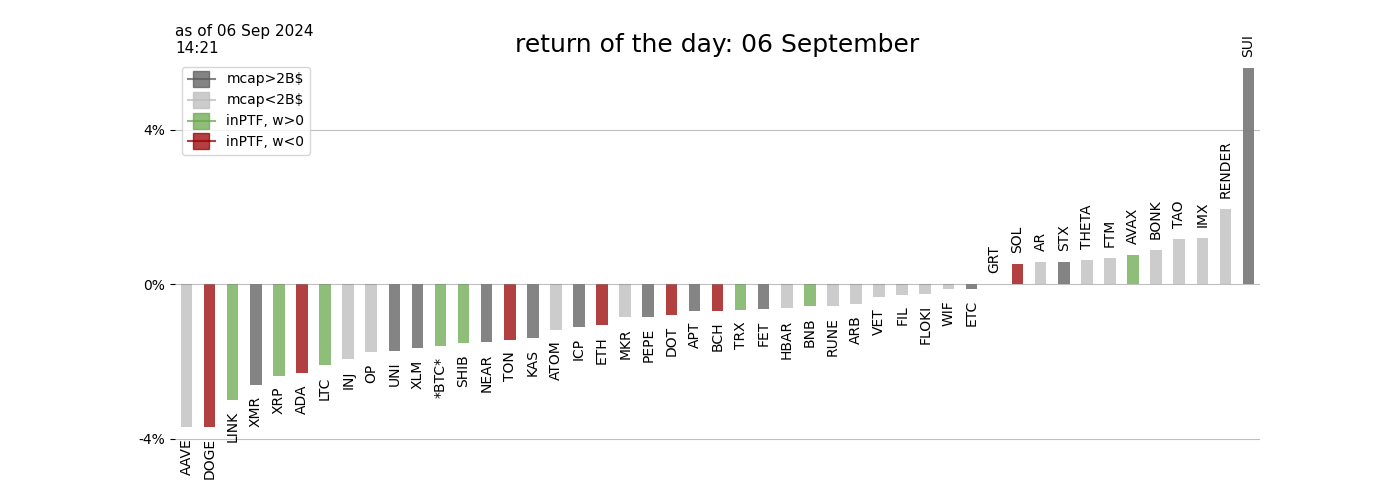 as of 06 Sep 2024
14:21
return of the day: 06 September
mcap>2B$
mcap<2B$
inPTF, w>0
inPTF, w<0
4%
0%
-4%
AAVE
DOGE
LINK
XMR
XRP
ADA
LTC
INJ
OP
UNI
XLM
*BTC*
SHIB
NEAR
TON
KAS
ATOM
ICP
ETH
MKR
PEPE
DOT
APT
BCH
TRX
FET
HBAR
BNB
RUNE
ARB
VET
FIL
FLOKI
WIF
ETC
GRT
SOL
AR
STX
THETA
FTM
AVAX
BONK
TAO
IMX
RENDER
SUI